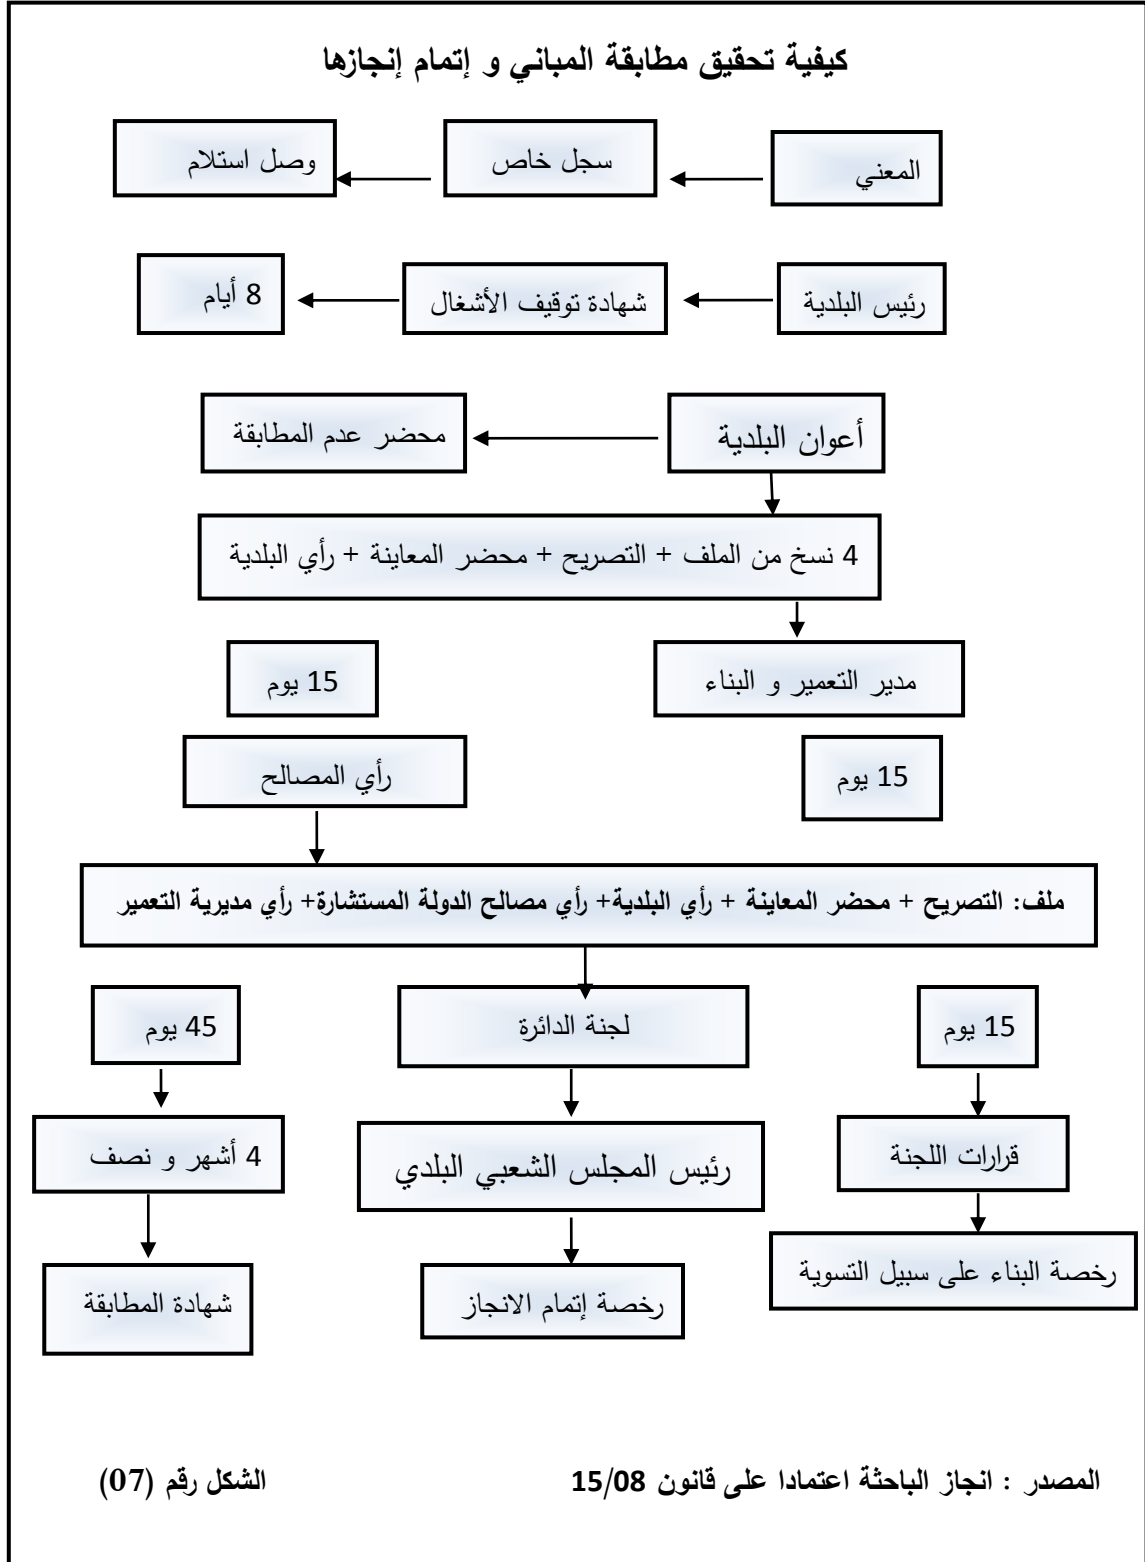 كيفية تحقيق مطابقة المباني و إتمام إنجازها
المعني
سجل خاص
وصل استلام
رئيس البلدية
شهادة توقيف الأشغال
8 أيام
أعوان البلدية
محضر عدم المطابقة
4 نسخ من الملف + التصريح + محضر المعاينة + رأي البلدية
مدير التعمير و البناء
15 يوم
15 يوم
رأي المصالح
ملف: التصريح + محضر المعاينة + رأي البلدية+ رأي مصالح الدولة المستشارة+ رأي مديرية التعمير
15 يوم
لجنة الدائرة
45 يوم
قرارات اللجنة
رئيس المجلس الشعبي البلدي
4 أشهر و نصف
رخصة البناء على سبيل التسوية
رخصة إتمام الانجاز
شهادة المطابقة
المصدر : انجاز الباحثة اعتمادا على قانون 15/08
الشكل رقم (07)